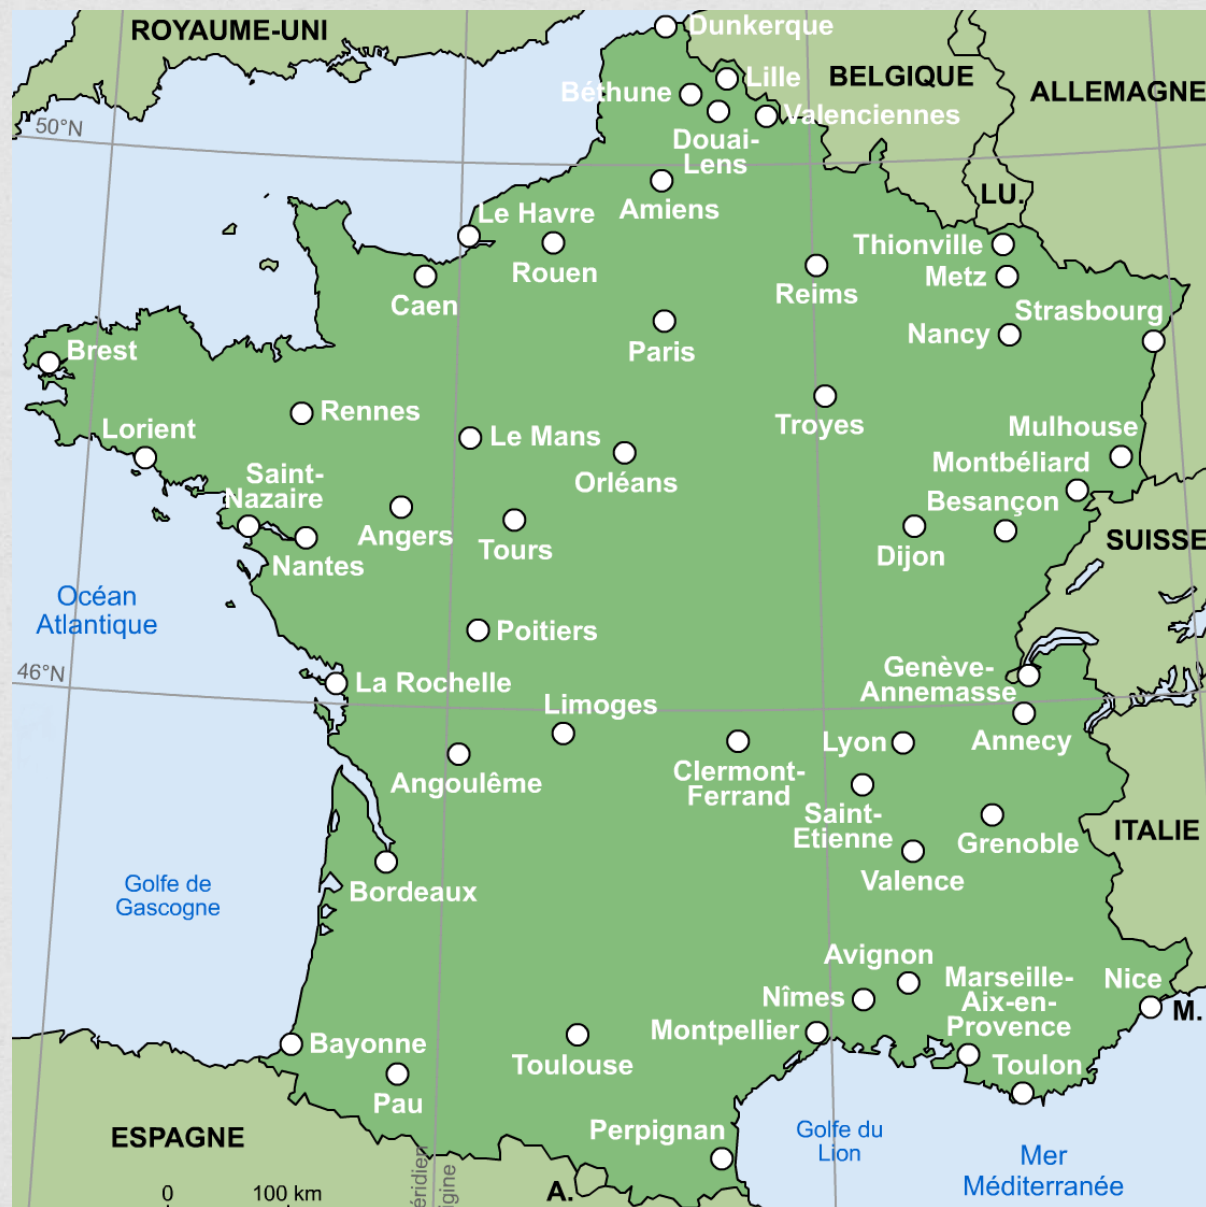 ROYAUME-UNI
Dunkerque
Lille
BELGIQUE
ALLEMAGNE
Béthune
Valenciennes
50°N
Douai-
Lens
LU.
Amiens
Le Havre
Thionville
Rouen
Metz
Caen
Reims
Strasbourg
Nancy
Brest
Paris
Rennes
Troyes
Lorient
Le Mans
Mulhouse
Montbéliard
Orléans
Saint-
Nazaire
Besançon
Angers
Tours
Dijon
SUISSE
Nantes
Océan
Atlantique
Poitiers
46°N
La Rochelle
Genève-
Annemasse
Limoges
Lyon
Annecy
Angoulême
Clermont-
Ferrand
Saint-
Etienne
ITALIE
Grenoble
Valence
Golfe de
Gascogne
Bordeaux
Avignon
Marseille-
Aix-en-
Provence
Nice
Nîmes
M.
Montpellier
Bayonne
Toulouse
Toulon
Pau
Perpignan
Golfe du
Lion
ESPAGNE
Mer
Méditerranée
éridien
igine
A.
0 100 km